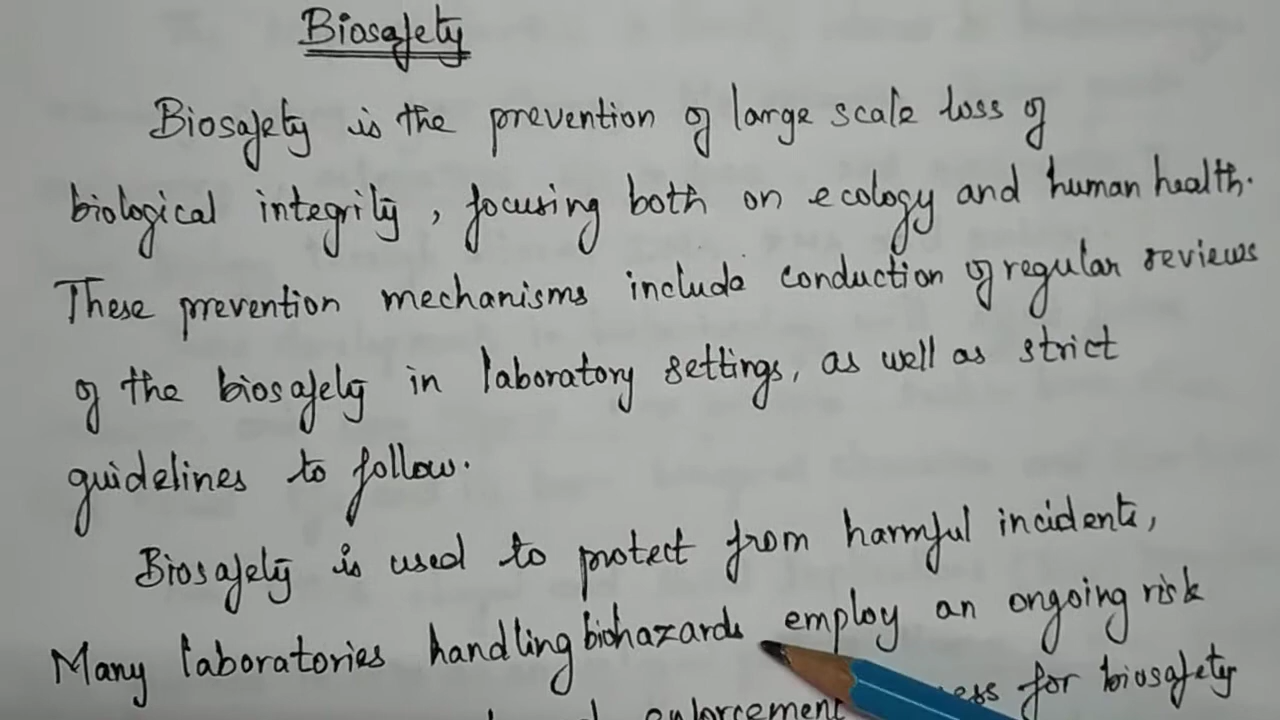 Biosafety
Biosafety is the prevention of large scale loss of
biological integrity, focusing both on ecology and human health.
These prevention mechanisms include conduction of regular reviews
of the biosafety in laboratory settings, as well as strict
guidelines to follow.
Biosafety is used to protect from harmful incidents,
Many laboratories handling biohazards employ an ongoing risk
enforcement for biosafety